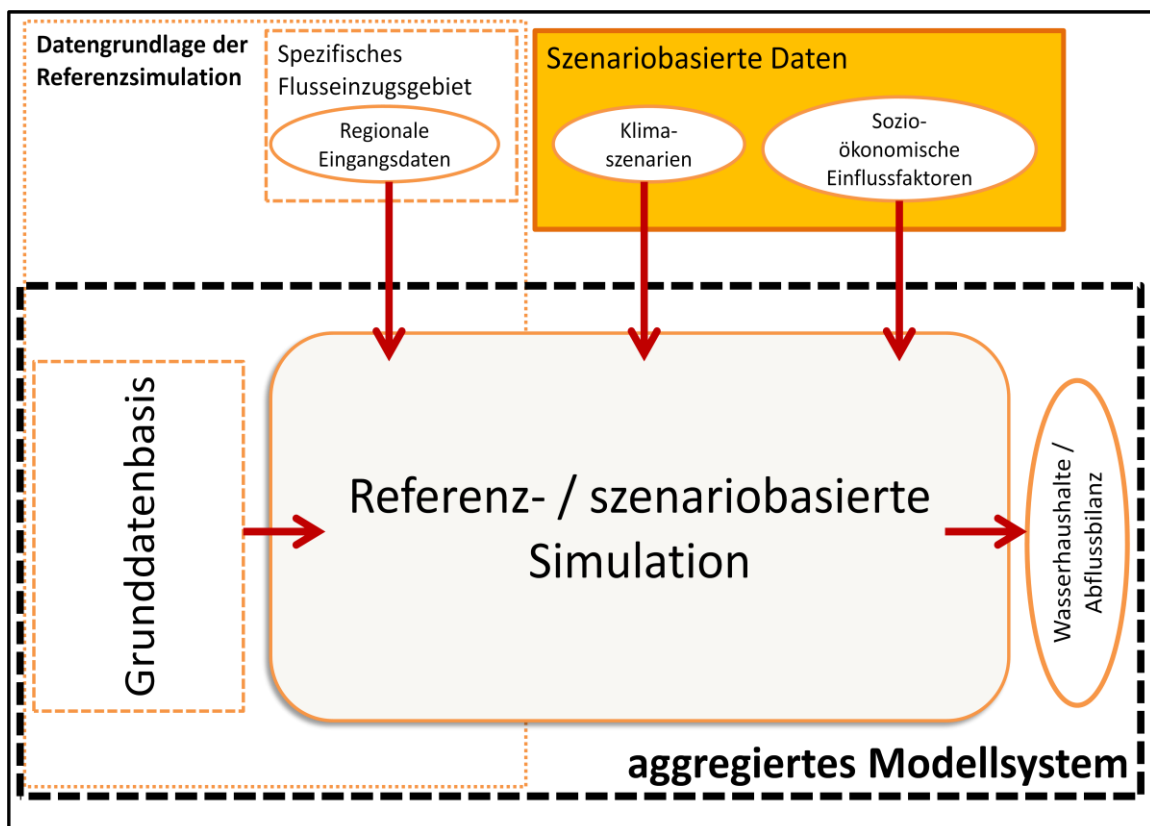 Datengrundlage der
Referenzsimulation
Spezifisches
Flusseinzugsgebiet
Regionale
Eingangsdaten
Szenariobasierte Daten
Klima-
szenarien
Sozio-
ökonomische
Einflussfaktoren
Grunddatenbasis
Referenz- / szenariobasierte
Simulation
Wasserhaushalte /
Abflussbilanz
aggregiertes Modellsystem